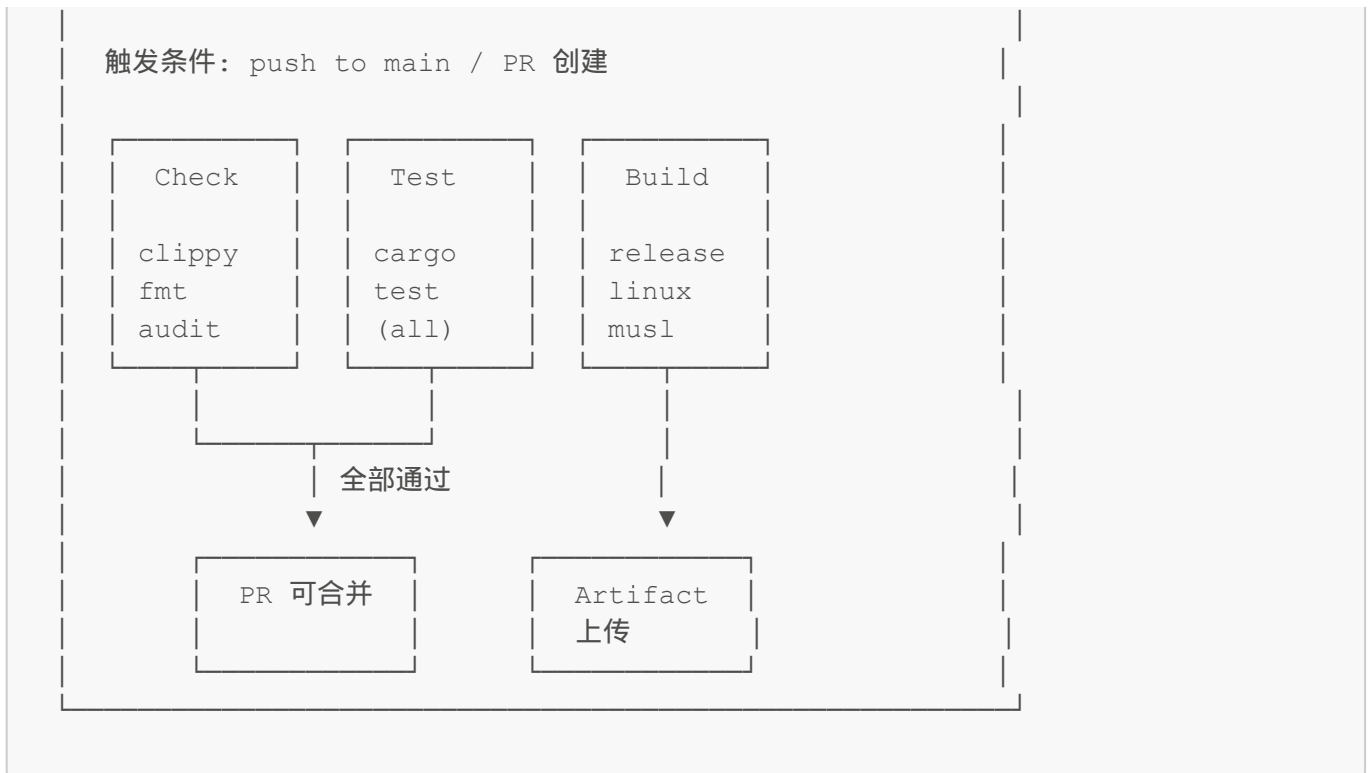 触发条件: push to main / PR 创建
Check Test Build
clippy cargo release
fmt test linux
audit (all) musl
全部通过
PR 可合并 Artifact
上传